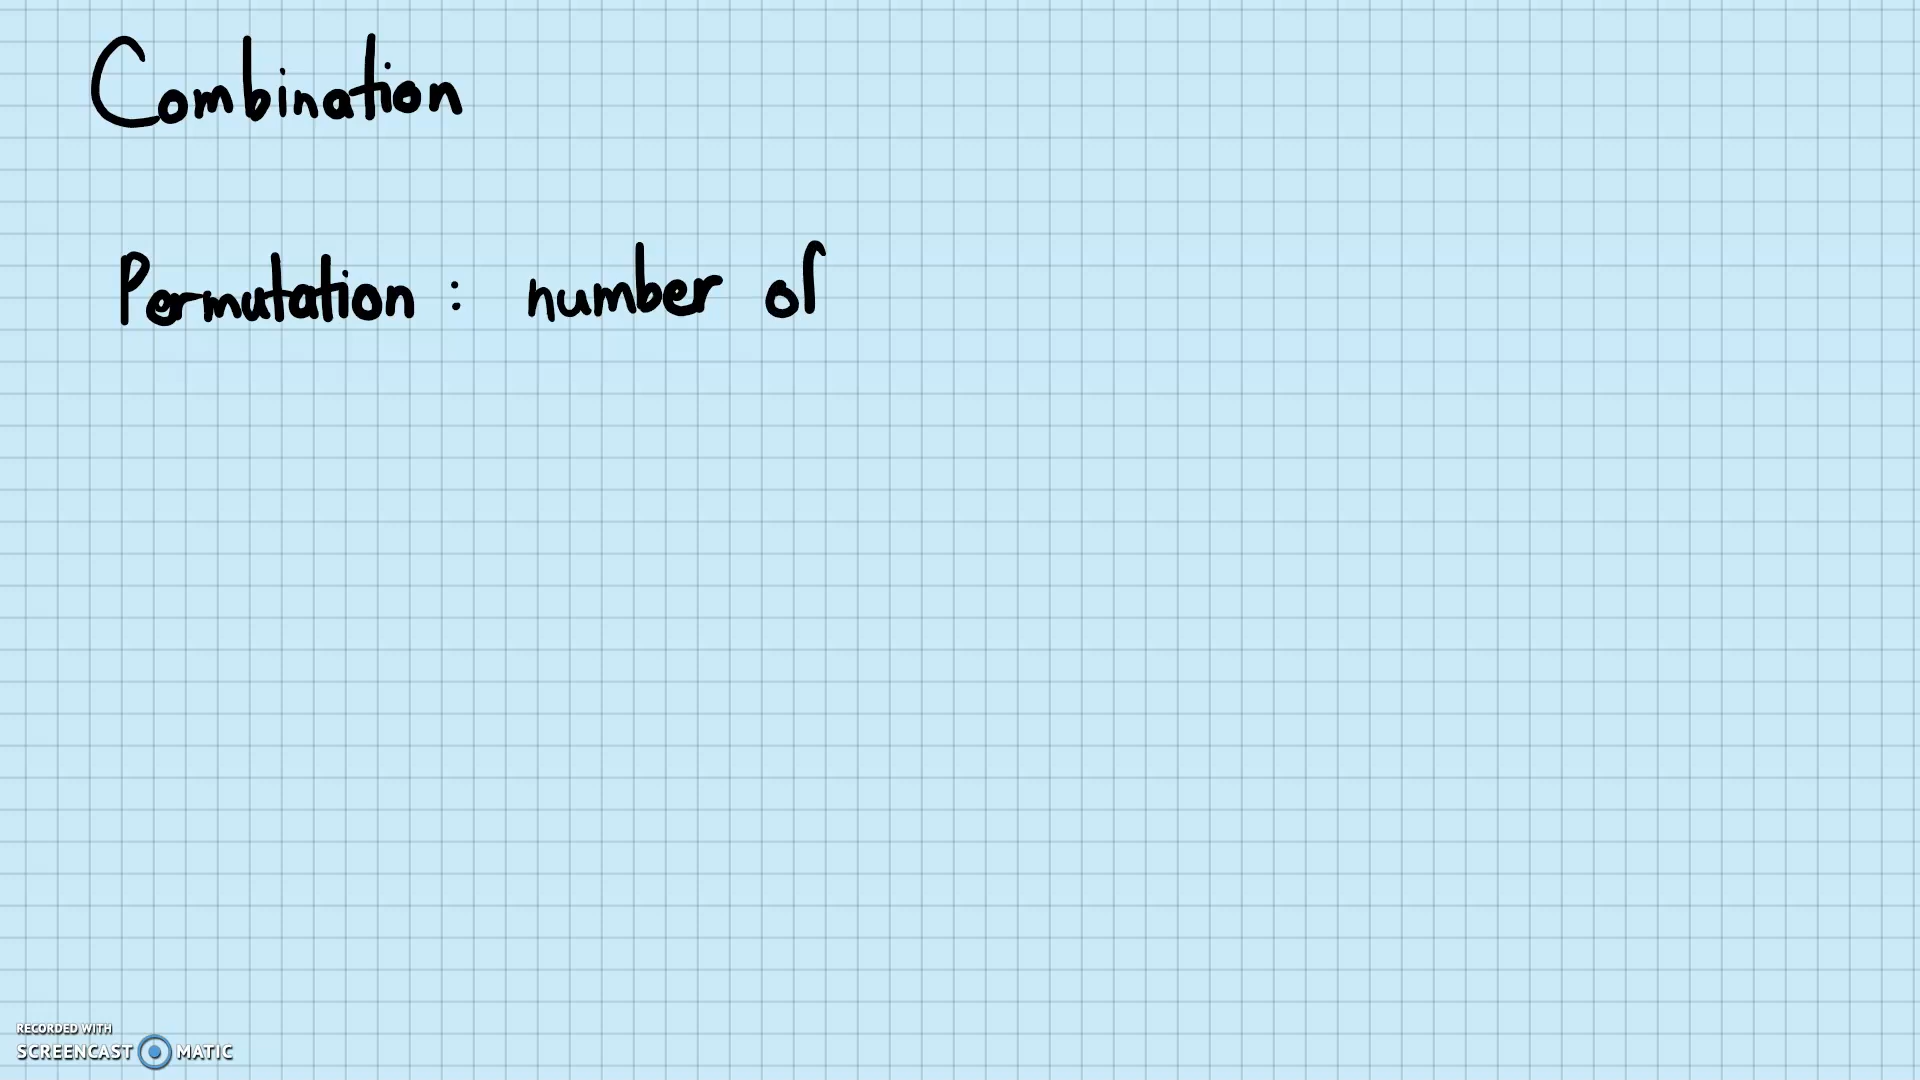 Combination
Permutation : number of
RECORDED WITH
SCREENCAST MATIC